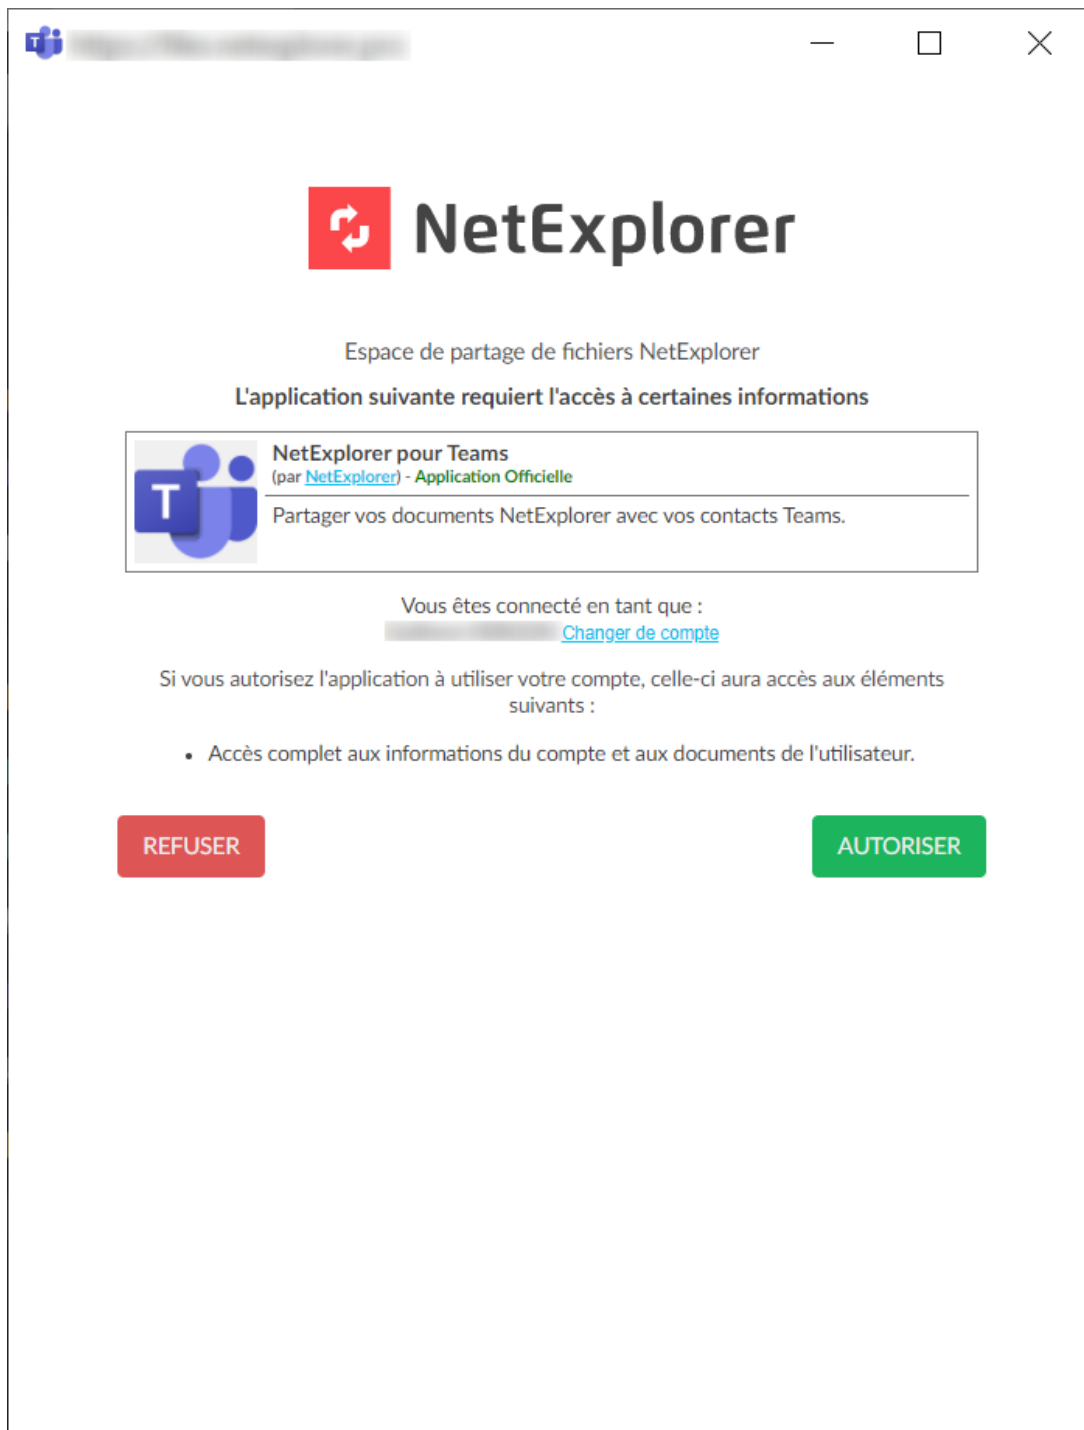 NetExplorer
Espace de partage de fichiers NetExplorer
L'application suivante requiert l'accès à certaines informations
T
NetExplorer pour Teams
(par NetExplorer) - Application Officielle
Partager vos documents NetExplorer avec vos contacts Teams.
Vous êtes connecté en tant que :
Changer de compte
Si vous autorisez l'application à utiliser votre compte, celle-ci aura accès aux éléments
suivants :
• Accès complet aux informations du compte et aux documents de l'utilisateur.
REFUSER
AUTORISER